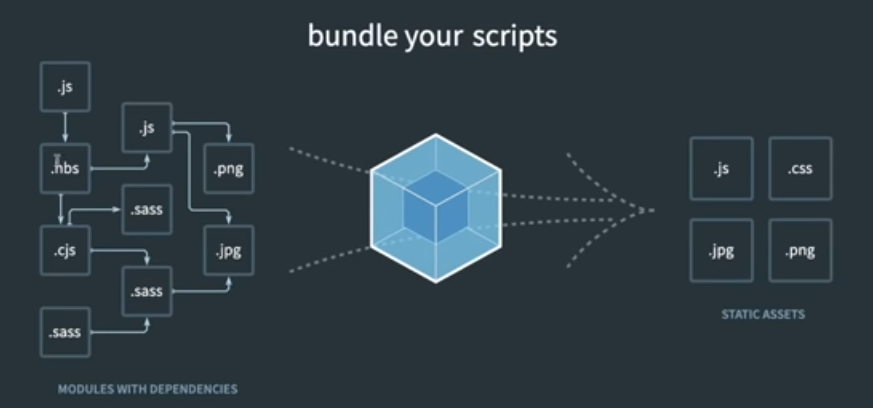 bundle your scripts
.js
.js
.hbs
.png
.sass
.cjs
.jpg
.sass
.sass
MODULES WITH DEPENDENCIES
.js
.css
.jpg
.png
STATIC ASSETS